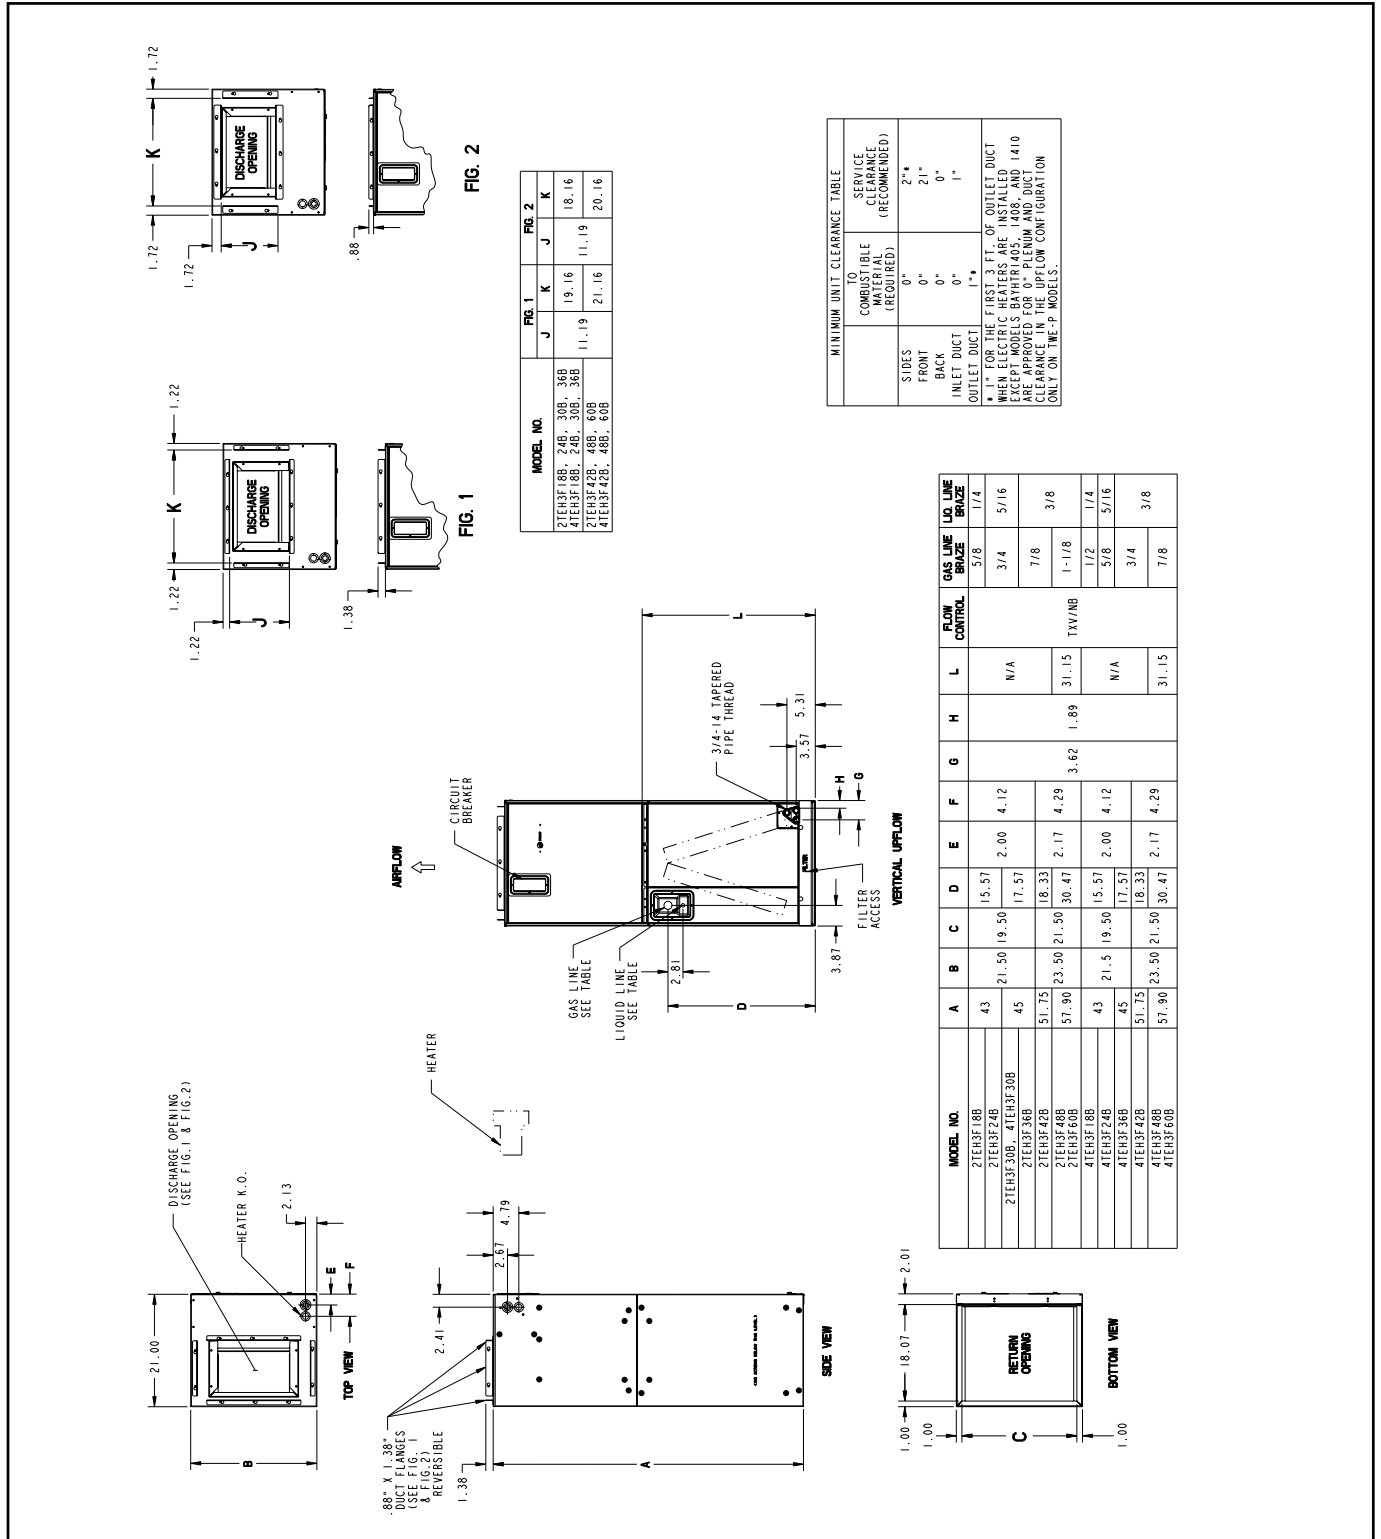 21.00
B
DISCHARGE OPENING
(SEE FIG.1 & FIG.2)
HEATER K.O.
2.13
E
F
TOP VIEW
.88" X 1.38"
DUCT FLANGES
(SEE FIG. 1
& FIG.2)
REVERSIBLE
1.38
2.41
2.67
4.79
A
SIDE VIEW
HEATER
1.00
18.07
2.01
1.00
C
1.00
RETURN
OPENING
BOTTOM VIEW
AIRFLOW
CIRCUIT
BREAKER
GAS LINE
SEE TABLE
LIQUID LINE
SEE TABLE
2.81
D
3.87
FILTER
ACCESS
FILTER
3/4-14 TAPERED
PIPE THREAD
H
G
3.57
5.31
L
VERTICAL UPFLOW
1.22
K
1.22
1.22
J
DISCHARGE
OPENING
1.38
FIG. 1
1.72
K
1.72
1.72
J
DISCHARGE
OPENING
.88
FIG. 2
MODEL NO. FIG. 1 FIG. 2
J K J K
2TEH3F18B, 24B, 30B, 36B
4TEH3F18B, 24B, 30B, 36B
11.19 19.16 11.19 18.16
2TEH3F42B, 48B, 60B
4TEH3F42B, 48B, 60B
21.16 20.16
MINIMUM UNIT CLEARANCE TABLE
TO
COMBUSTIBLE
MATERIAL
(REQUIRED)
SERVICE
CLEARANCE
(RECOMMENDED)
SIDES 0" 2"*
FRONT 0" 21"
BACK 0" 0"
INLET DUCT 0" 1"
OUTLET DUCT 1"*
* 1" FOR THE FIRST 3 FT. OF OUTLET DUCT
WHEN ELECTRIC HEATERS ARE INSTALLED
EXCEPT MODELS BAYHTR1405, 1408, AND 1410
ARE APPROVED FOR 0" PLENUM AND DUCT
CLEARANCE IN THE UPFLOW CONFIGURATION
ONLY ON TWE-P MODELS.
MODEL NO. A B C D E F G H L FLOW CONTROL GAS LINE BRAZE LIQ. LINE BRAZE
2TEH3F18B 43 21.50 19.50 15.57 2.00 4.12 3.62 1.89 N/A TXV/NB 5/8 1/4
2TEH3F24B 3/4 5/16
2TEH3F30B, 4TEH3F30B 45 17.57
2TEH3F36B 7/8 3/8
2TEH3F42B 51.75 23.50 21.50 18.33 2.17 4.29
2TEH3F48B 57.90 30.47 31.15 1-1/8
2TEH3F60B
4TEH3F18B 43 21.5 19.50 15.57 2.00 4.12 N/A 1/2 1/4
4TEH3F24B 5/8 5/16
4TEH3F36B 45 17.57 3/4 3/8
4TEH3F42B 51.75 23.50 21.50 18.33 2.17 4.29
4TEH3F48B 57.90 30.47 31.15 7/8
4TEH3F60B